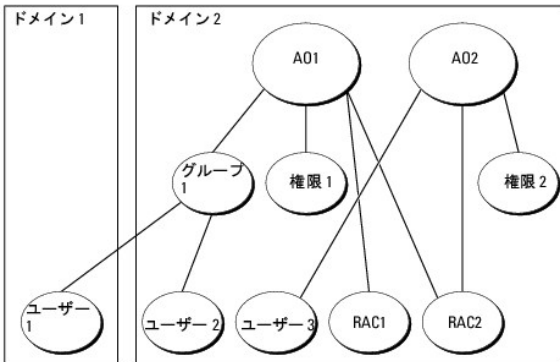 ドメイン 1
ドメイン 2
AO1
AO2
グループ
1
権限 1
権限 2
ユーザー
1
ユーザー 2
ユーザー 3
RAC1
RAC2